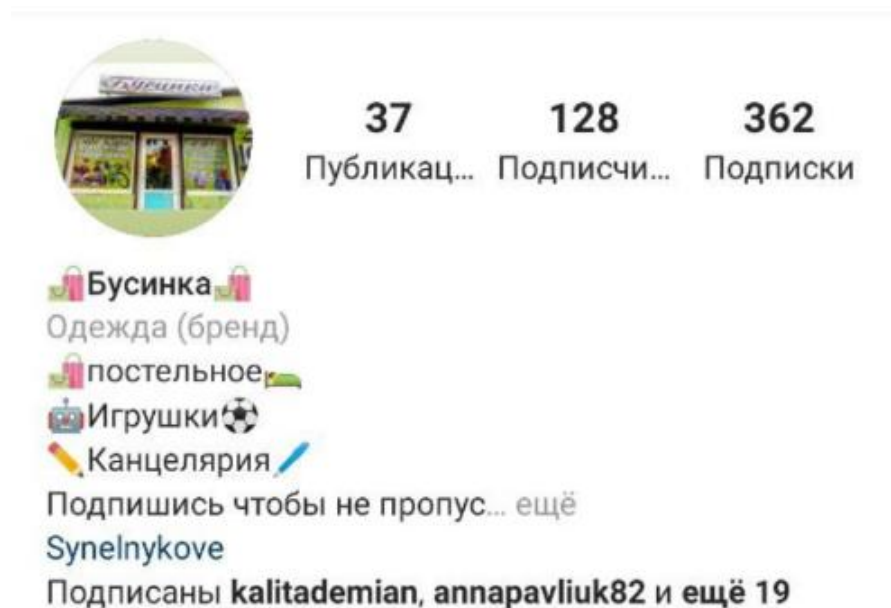 Бусинка
37 128 362
Публикац... Подписчи... Подписки
🛍️Бусинка🛍️
Одежда (бренд)
🛍️постельное🛌
🤖Игрушки⚽
✏️Канцелярия🖊️
Подпишись чтобы не пропус... ещё
Synelnykove
Подписаны kalitademian, annapavliuk82 и ещё 19